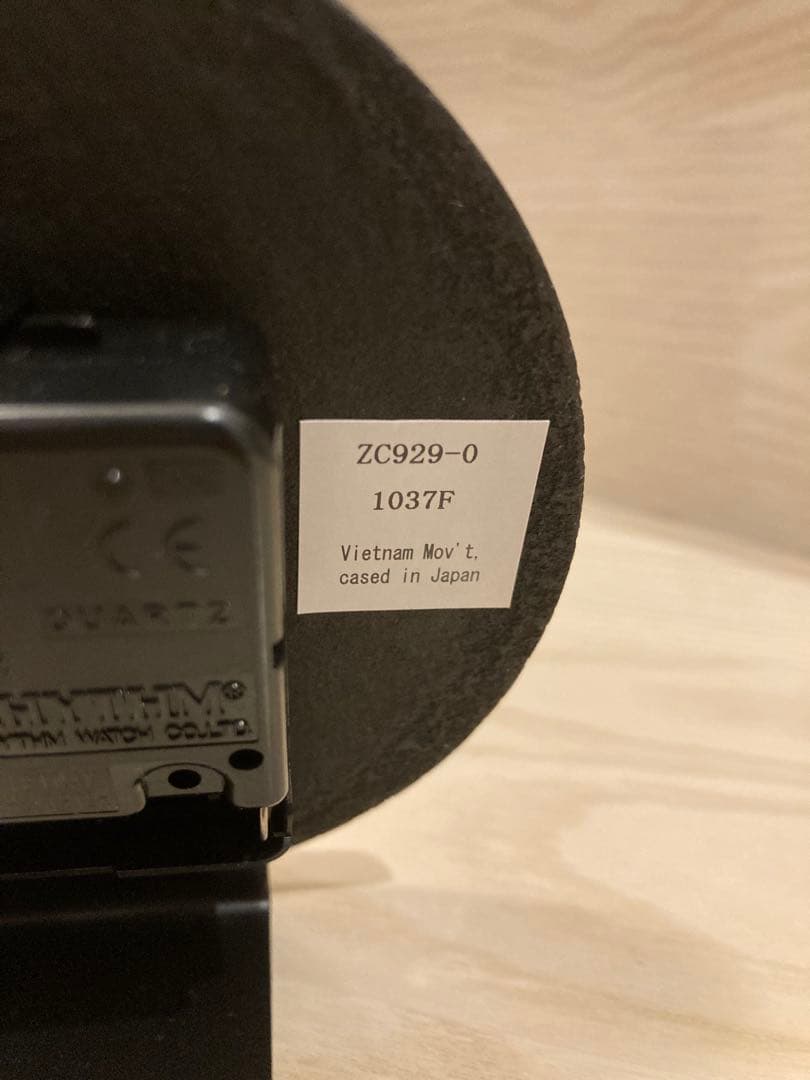 ZC929-0
1037F
Vietnam Mov't,
cased in Japan
CE
QUARTZ
RHYTHM®
RHYTHM WATCH CO.,LTD.